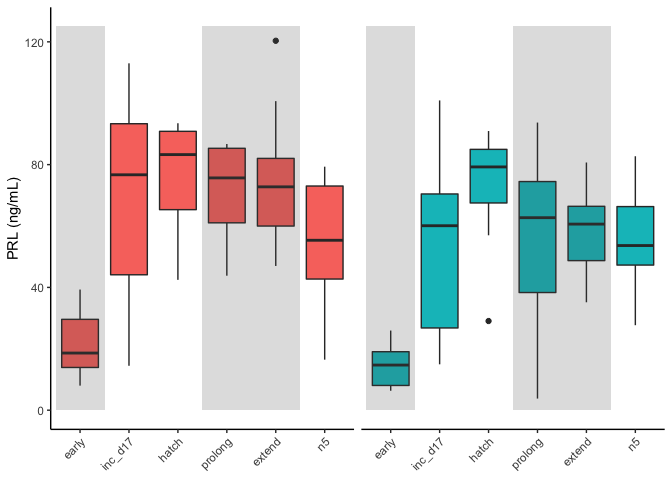 PRL (ng/mL)
120
80
40
0
early
inc_d17
hatch
prolong
extend
n5
early
inc_d17
hatch
prolong
extend
n5